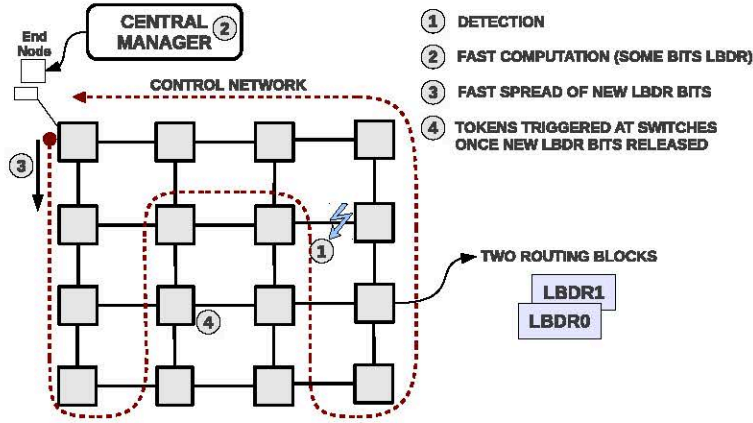 CENTRAL
MANAGER 2
End
Node
CONTROL NETWORK
1 DETECTION
2 FAST COMPUTATION (SOME BITS LBDR)
3 FAST SPREAD OF NEW LBDR BITS
4 TOKENS TRIGGERED AT SWITCHES
ONCE NEW LBDR BITS RELEASED
3
1
4
TWO ROUTING BLOCKS
LBDR1
LBDR0